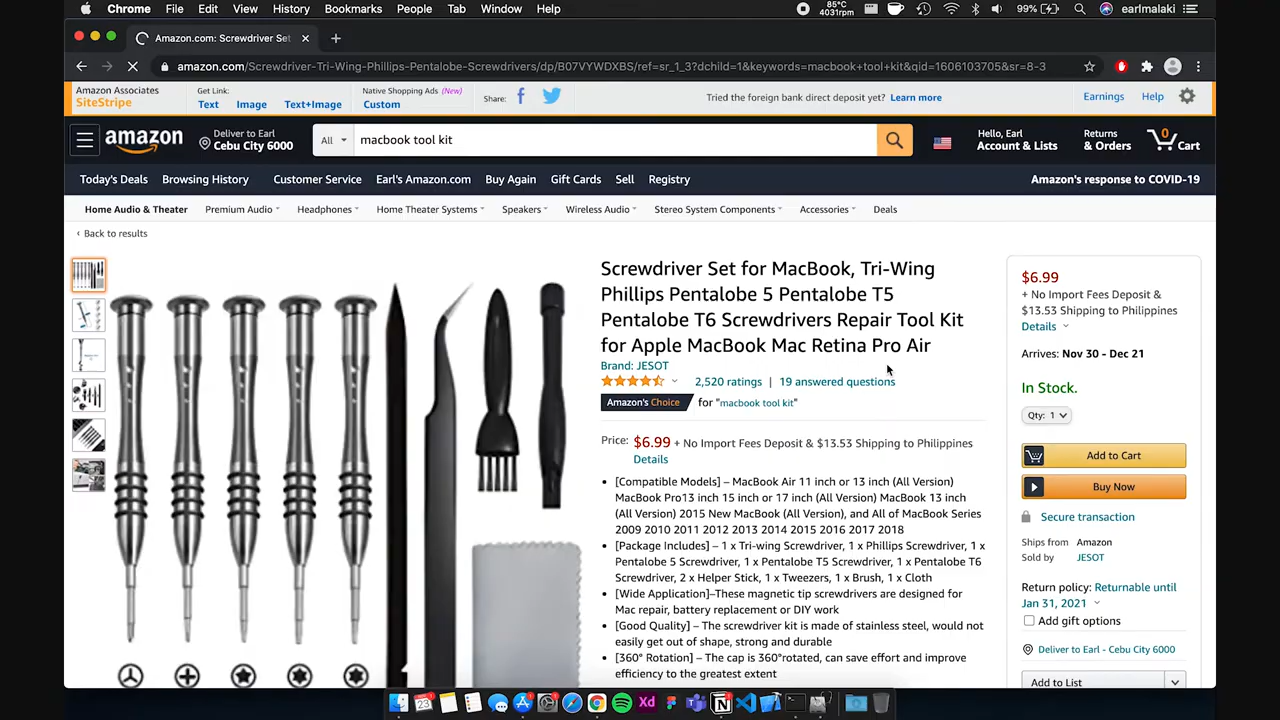 Chrome File Edit View History Bookmarks People Tab Window Help
85°C
4031rpm
99%
earlmalaki
Amazon.com: Screwdriver Set
amazon.com/Screwdriver-Tri-Wing-Phillips-Pentalobe-Screwdrivers/dp/B07VYWDXBS/ref=sr_1_3?dchild=1&keywords=macbook+tool+kit&qid=1606103705&sr=8-3
Amazon Associates
SiteStripe
Get Link:
Text Image Text+Image
Native Shopping Ads (New)
Custom
Share:
Tried the foreign bank direct deposit yet? Learn more
Earnings Help
amazon
Deliver to Earl
Cebu City 6000
All
macbook tool kit
Hello, Earl
Account & Lists
Returns
& Orders
0
Cart
Today's Deals Browsing History Customer Service Earl's Amazon.com Buy Again Gift Cards Sell Registry
Amazon's response to COVID-19
Home Audio & Theater Premium Audio Headphones Home Theater Systems Speakers Wireless Audio Stereo System Components Accessories Deals
‹ Back to results
Screwdriver Set for MacBook, Tri-Wing
Phillips Pentalobe 5 Pentalobe T5
Pentalobe T6 Screwdrivers Repair Tool Kit
for Apple MacBook Mac Retina Pro Air
Brand: JESOT
2,520 ratings | 19 answered questions
Amazon's Choice for "macbook tool kit"
Price: $6.99 + No Import Fees Deposit & $13.53 Shipping to Philippines
Details
• [Compatible Models] – MacBook Air 11 inch or 13 inch (All Version)
MacBook Pro13 inch 15 inch or 17 inch (All Version) MacBook 13 inch
(All Version) 2015 New MacBook (All Version), and All of MacBook Series
2009 2010 2011 2012 2013 2014 2015 2016 2017 2018
• [Package Includes] – 1 x Tri-wing Screwdriver, 1 x Phillips Screwdriver, 1 x
Pentalobe 5 Screwdriver, 1 x Pentalobe T5 Screwdriver, 1 x Pentalobe T6
Screwdriver, 2 x Helper Stick, 1 x Tweezers, 1 x Brush, 1 x Cloth
• [Wide Application]–These magnetic tip screwdrivers are designed for
Mac repair, battery replacement or DIY work
• [Good Quality] – The screwdriver kit is made of stainless steel, would not
easily get out of shape, strong and durable
• [360° Rotation] – The cap is 360°rotated, can save effort and improve
efficiency to the greatest extent
$6.99
+ No Import Fees Deposit &
$13.53 Shipping to Philippines
Details
Arrives: Nov 30 - Dec 21
In Stock.
Qty: 1
Add to Cart
Buy Now
Secure transaction
Ships from Amazon
Sold by JESOT
Return policy: Returnable until
Jan 31, 2021
Add gift options
Deliver to Earl - Cebu City 6000
Add to List
23
Xd